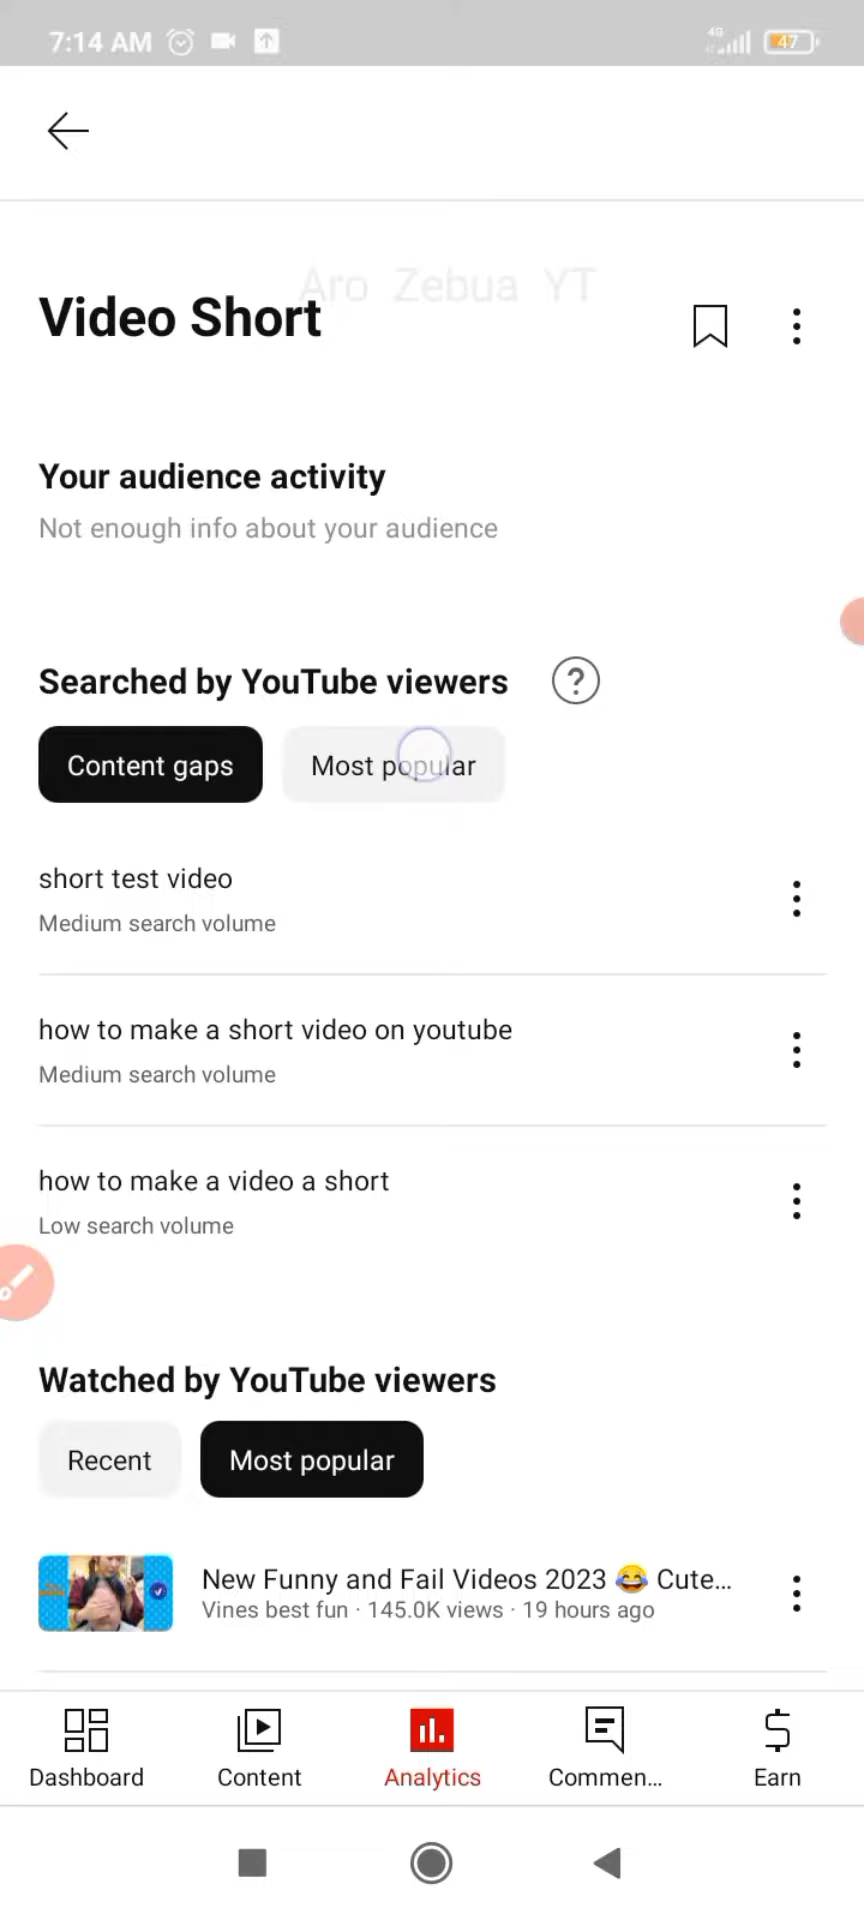 7:14 AM
4G
47
Aro Zebua YT
Video Short
Your audience activity
Not enough info about your audience
Searched by YouTube viewers ?
Content gaps
Most popular
short test video
Medium search volume
how to make a short video on youtube
Medium search volume
how to make a video a short
Low search volume
Watched by YouTube viewers
Recent
Most popular
New Funny and Fail Videos 2023 😂 Cute...
Vines best fun · 145.0K views · 19 hours ago
Dashboard
Content
Analytics
Commen...
Earn